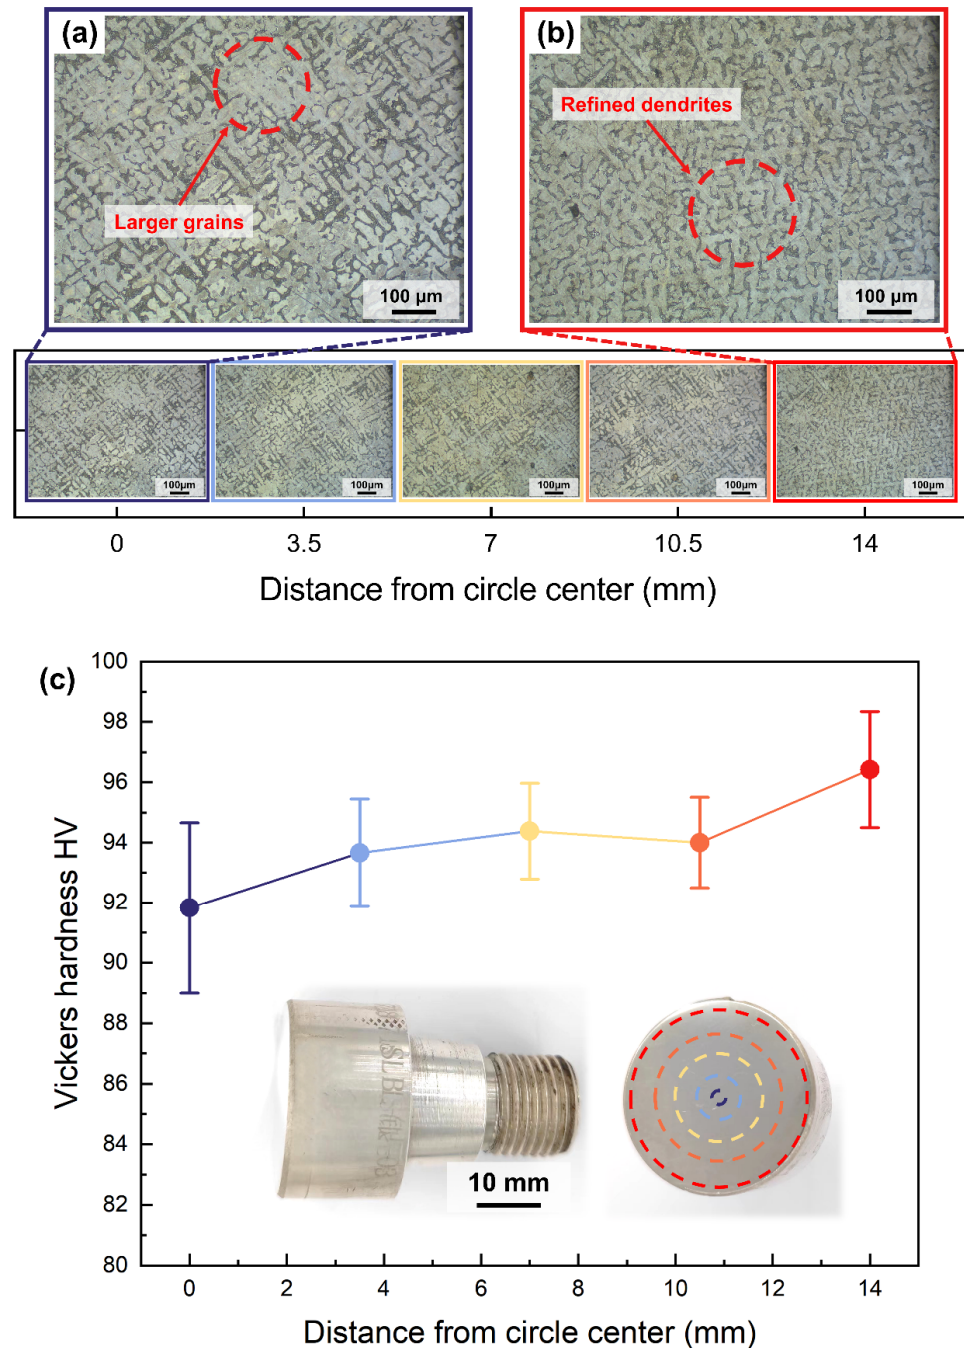 (a)
(b)
Larger grains
Refined dendrites
100 μm
100 μm
100μm
100μm
100μm
100μm
100μm
0
3.5
7
10.5
14
Distance from circle center (mm)
(c)
100
98
96
94
92
90
88
86
84
82
80
Vickers hardness HV
10 mm
0
2
4
6
8
10
12
14
Distance from circle center (mm)